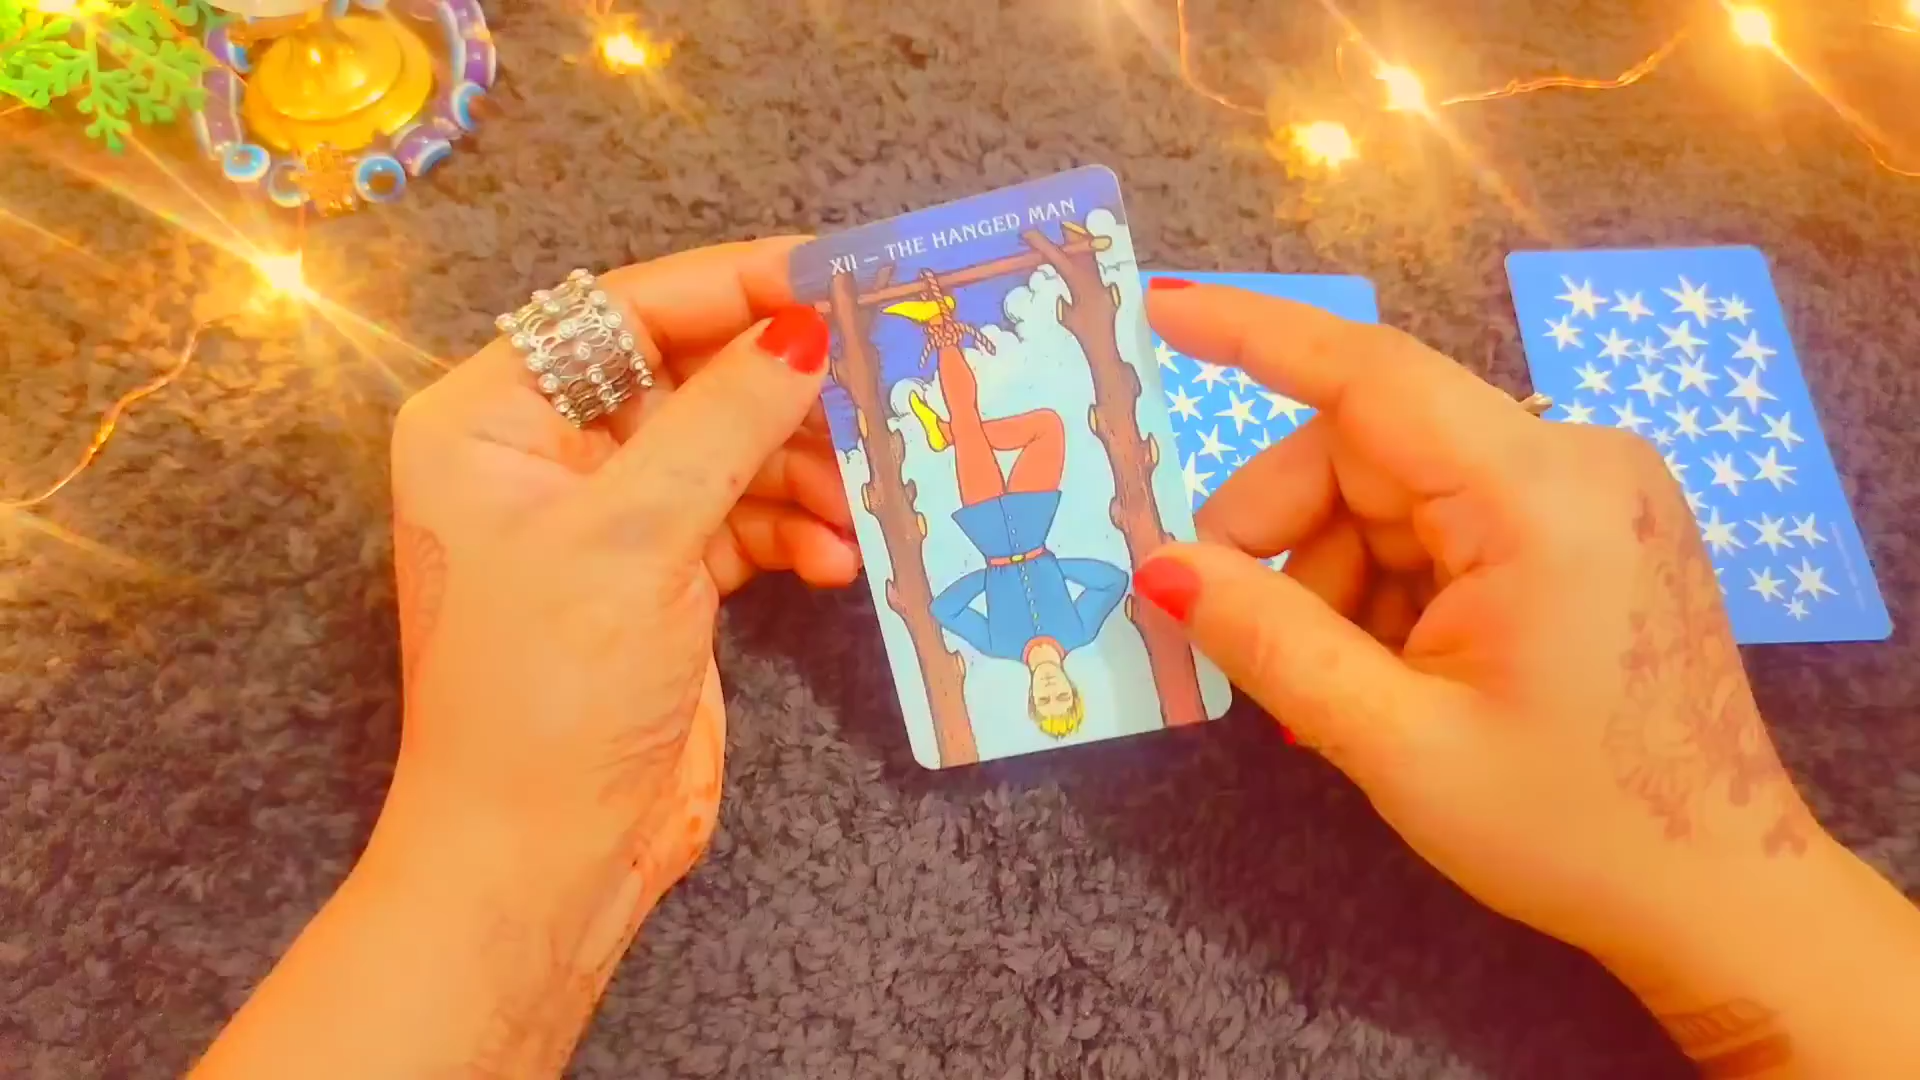 XII – THE HANGED MAN